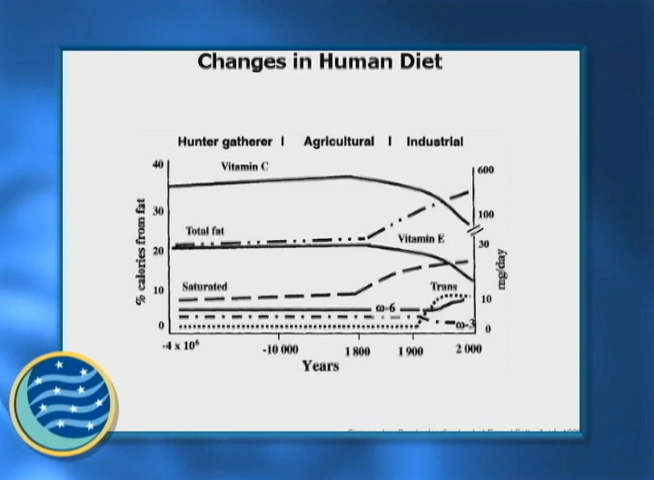 Changes in Human Diet
Hunter gatherer I Agricultural I Industrial
40
Vitamin C
600
30
100
Total fat
Vitamin E
20
30
Saturated
Trans
10
10
ω-6
0
ω-3
0
% calories from fat
mg/day
-4 x 10⁶
-10 000
1 800
1 900
2 000
Years